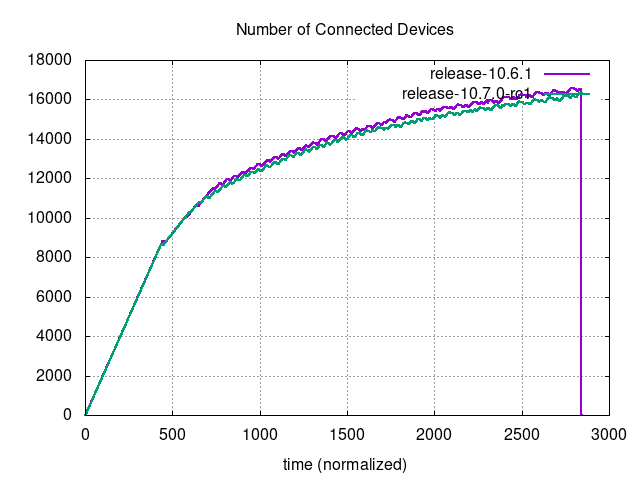 Number of Connected Devices
18000
16000
14000
12000
10000
8000
6000
4000
2000
0
release-10.6.1
release-10.7.0-rc1
0 500 1000 1500 2000 2500 3000
time (normalized)